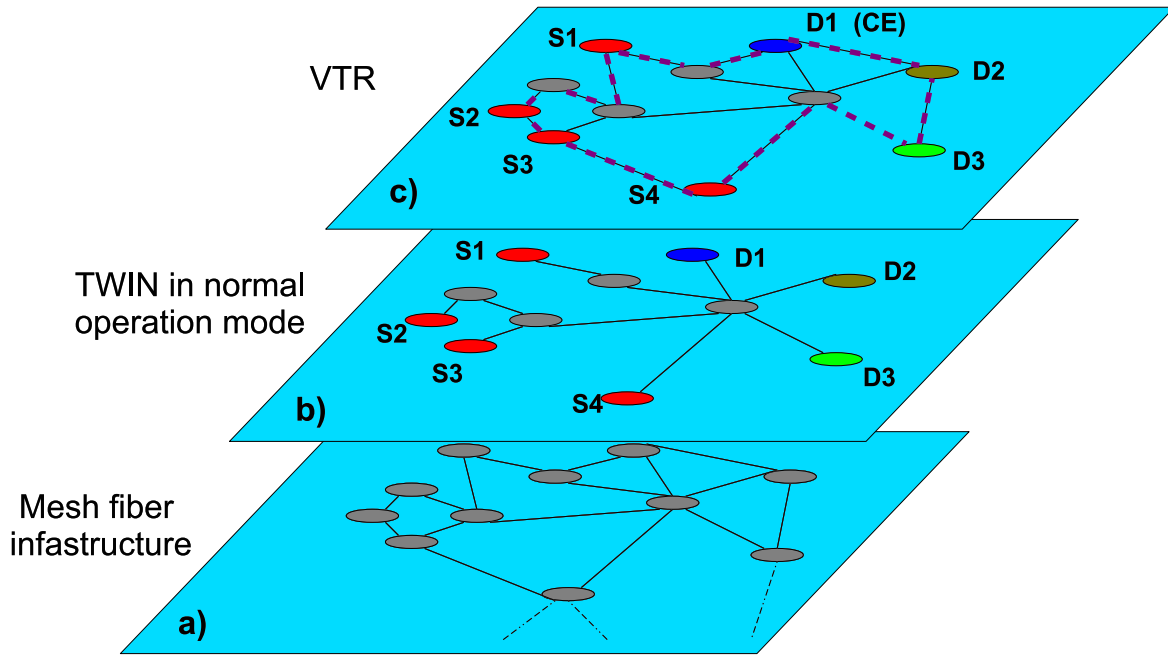 D1 (CE)
S1
VTR
D2
S2
S3
D3
S4
c)
S1
D1
D2
TWIN in normal
operation mode
S2
S3
D3
S4
b)
Mesh fiber
infastructure
a)